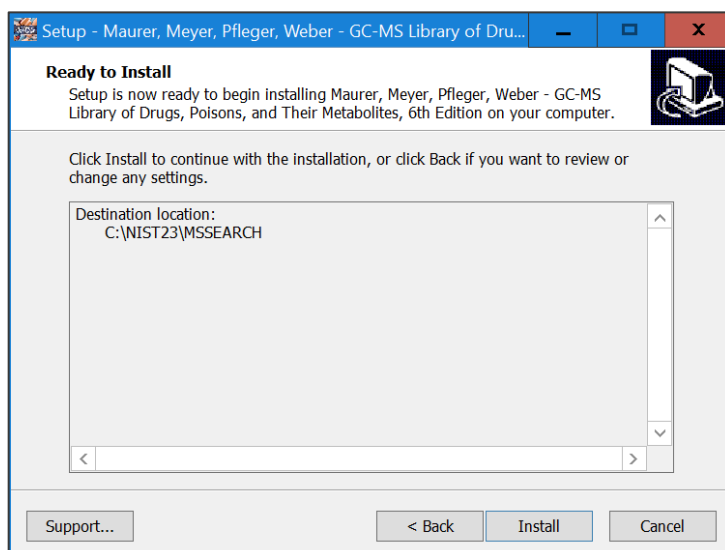 Setup - Maurer, Meyer, Pfleger, Weber - GC-MS Library of Dru...
Ready to Install
Setup is now ready to begin installing Maurer, Meyer, Pfleger, Weber - GC-MS
Library of Drugs, Poisons, and Their Metabolites, 6th Edition on your computer.
Click Install to continue with the installation, or click Back if you want to review or
change any settings.
Destination location:
C:\NIST23\MSSEARCH
Support...
< Back
Install
Cancel